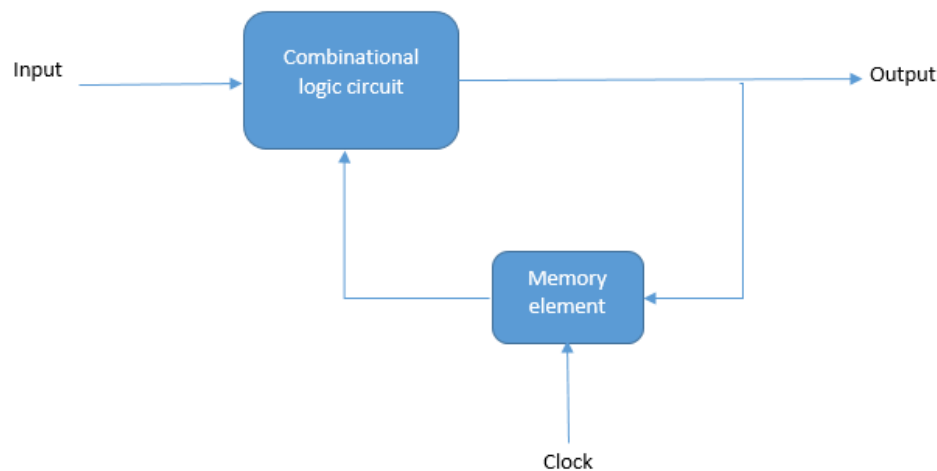 Combinational
logic circuit
Input
Output
Memory
element
Clock